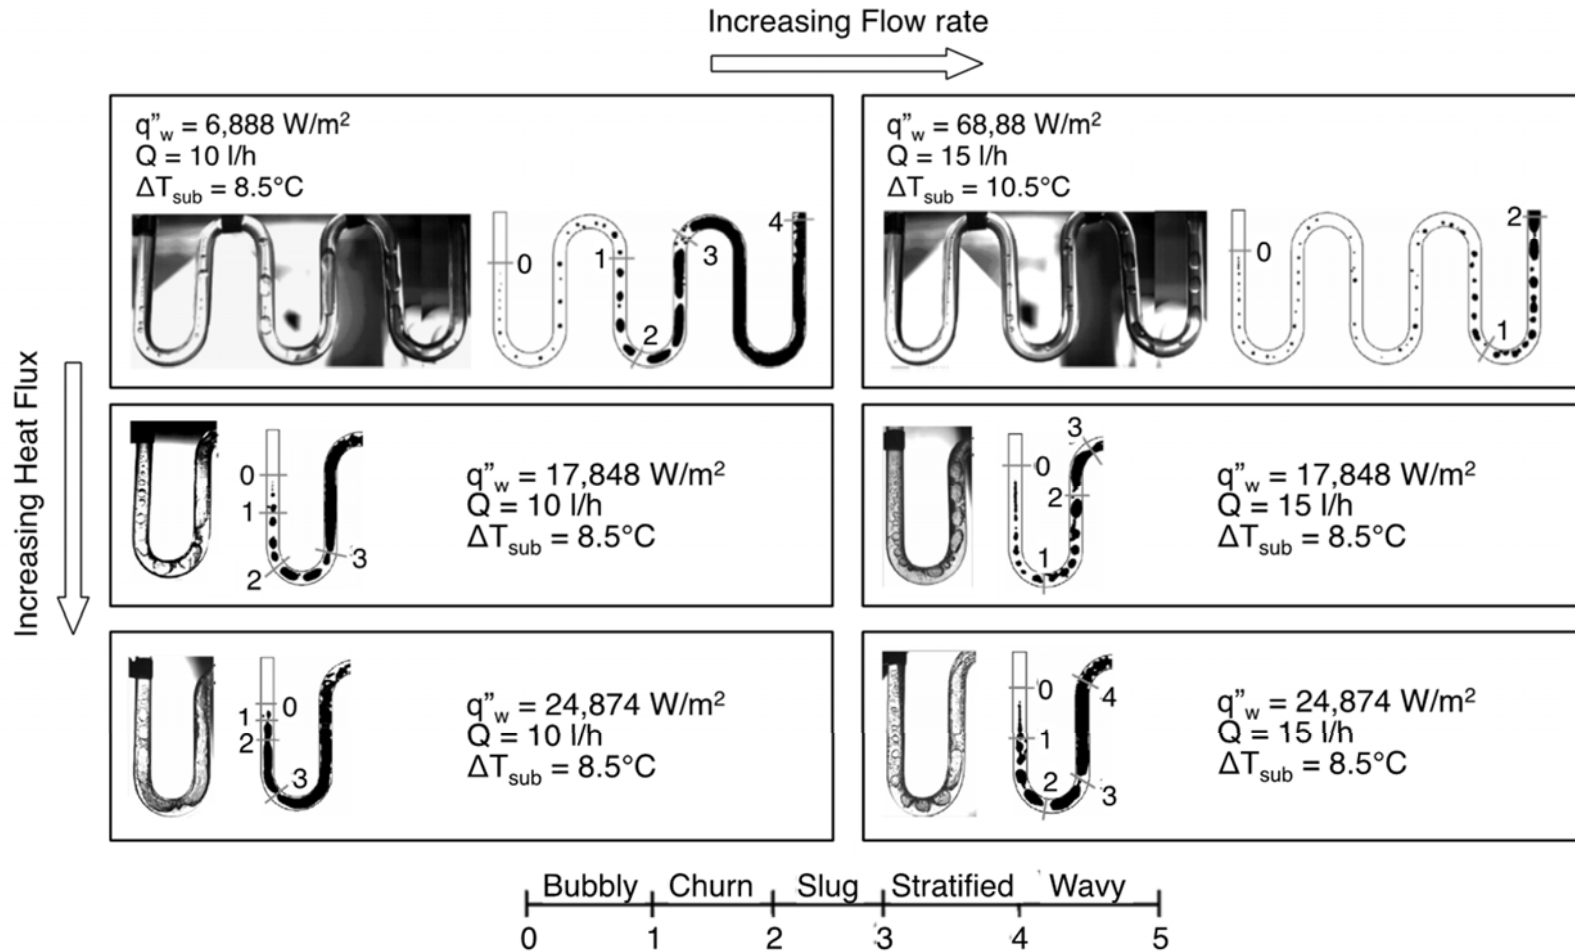 Increasing Flow rate
Increasing Heat Flux
q"w = 6,888 W/m²
Q = 10 l/h
ΔTsub = 8.5°C
0
1
2
3
4
q"w = 68,88 W/m²
Q = 15 l/h
ΔTsub = 10.5°C
0
1
2
0
1
2
3
q"w = 17,848 W/m²
Q = 10 l/h
ΔTsub = 8.5°C
3
0
2
1
q"w = 17,848 W/m²
Q = 15 l/h
ΔTsub = 8.5°C
0
1
2
3
q"w = 24,874 W/m²
Q = 10 l/h
ΔTsub = 8.5°C
0
1
2
3
4
q"w = 24,874 W/m²
Q = 15 l/h
ΔTsub = 8.5°C
Bubbly Churn Slug Stratified Wavy
0 1 2 3 4 5